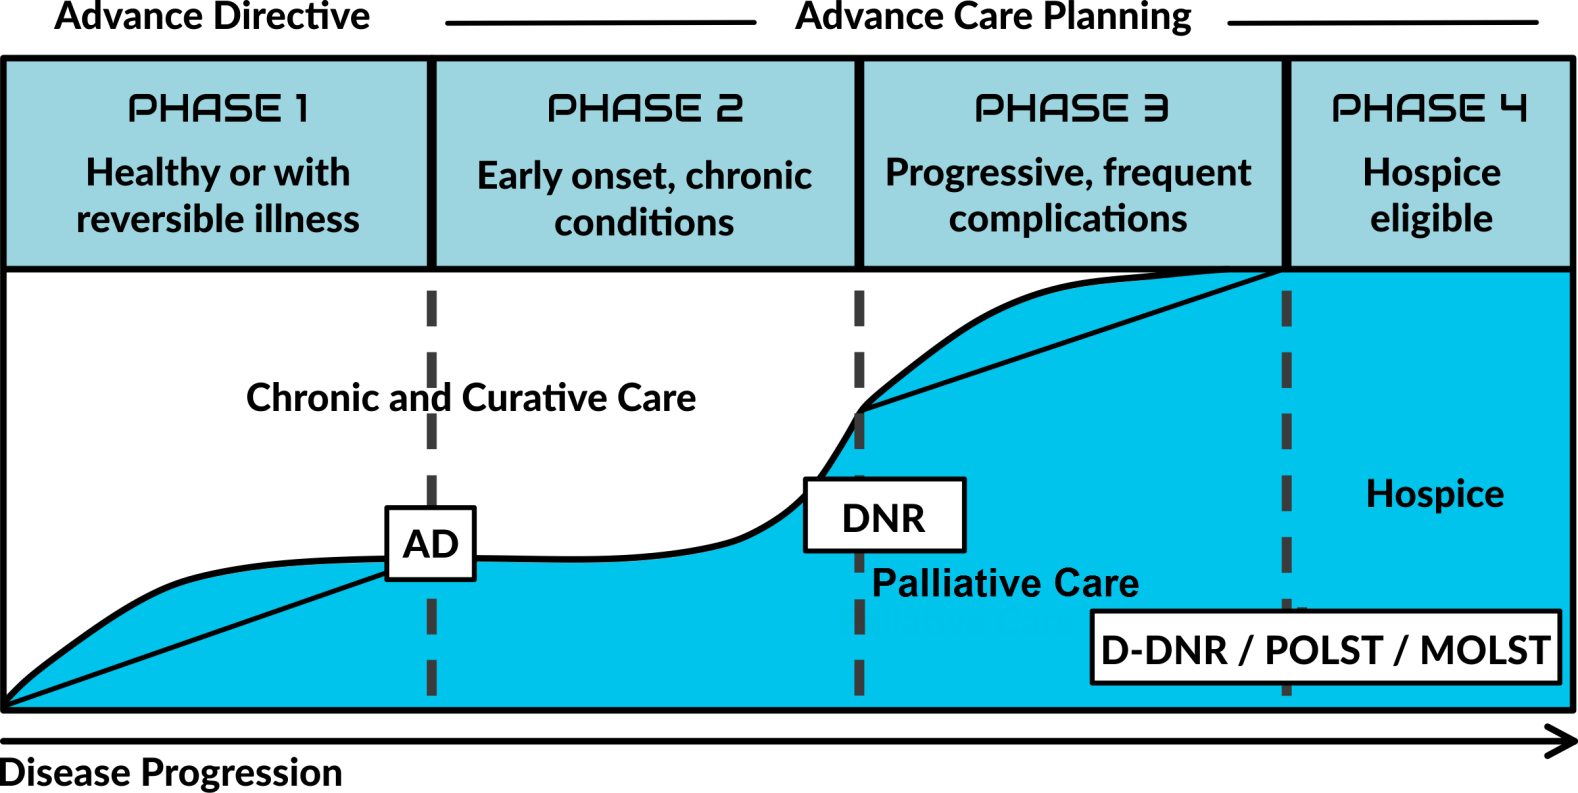 Advance Directive
Advance Care Planning
PHASE 1
Healthy or with
reversible illness
PHASE 2
Early onset, chronic
conditions
PHASE 3
Progressive, frequent
complications
PHASE 4
Hospice
eligible
Chronic and Curative Care
AD
DNR
Hospice
Palliative Care
D-DNR / POLST / MOLST
Disease Progression